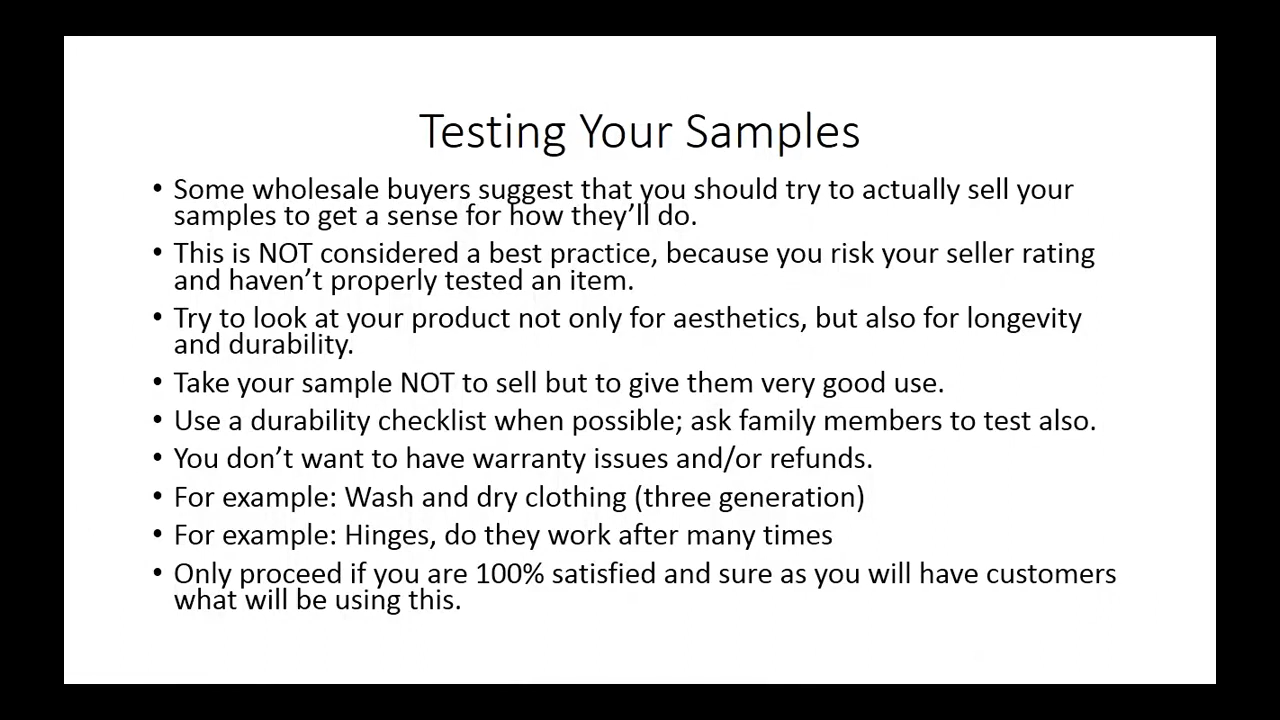 Testing Your Samples
• Some wholesale buyers suggest that you should try to actually sell your
samples to get a sense for how they'll do.
• This is NOT considered a best practice, because you risk your seller rating
and haven't properly tested an item.
• Try to look at your product not only for aesthetics, but also for longevity
and durability.
• Take your sample NOT to sell but to give them very good use.
• Use a durability checklist when possible; ask family members to test also.
• You don't want to have warranty issues and/or refunds.
• For example: Wash and dry clothing (three generation)
• For example: Hinges, do they work after many times
• Only proceed if you are 100% satisfied and sure as you will have customers
what will be using this.